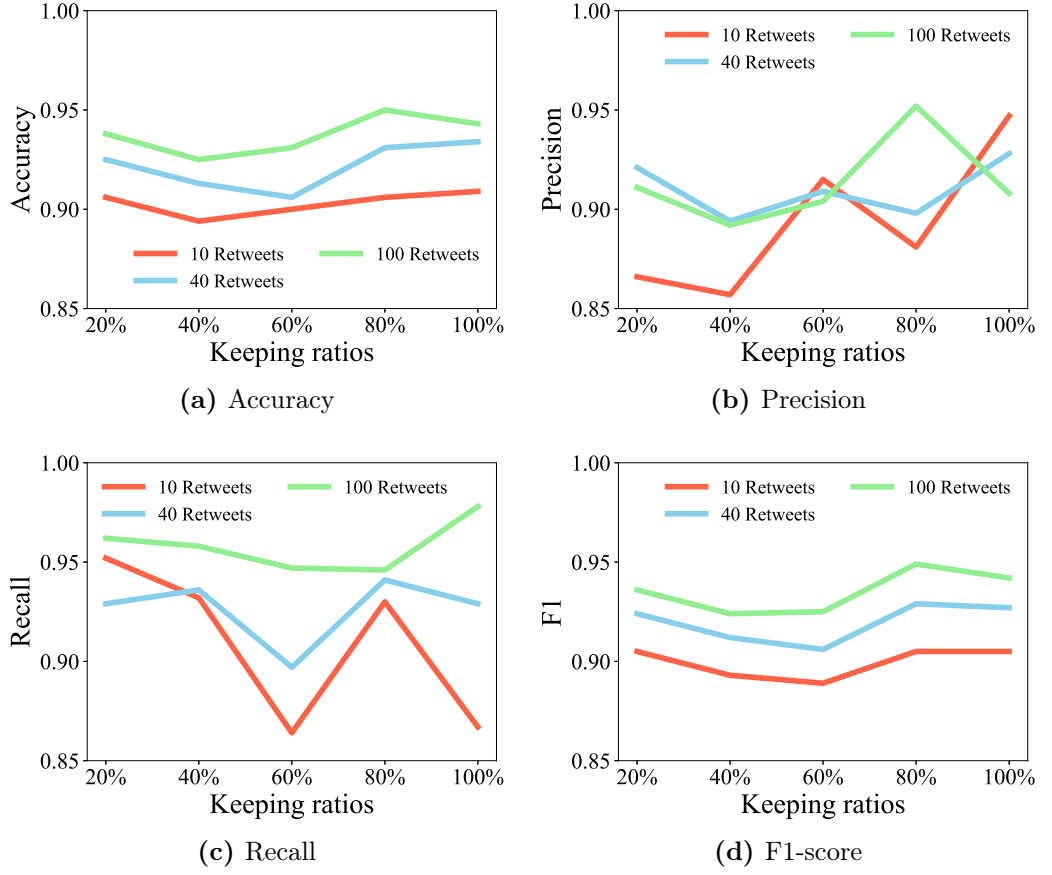 1.00
0.95
0.90
0.85
Accuracy
10 Retweets
100 Retweets
40 Retweets
20%
40%
60%
80%
100%
Keeping ratios
(a) Accuracy
1.00
0.95
0.90
0.85
Precision
10 Retweets
100 Retweets
40 Retweets
20%
40%
60%
80%
100%
Keeping ratios
(b) Precision
1.00
0.95
0.90
0.85
Recall
10 Retweets
100 Retweets
40 Retweets
20%
40%
60%
80%
100%
Keeping ratios
(c) Recall
1.00
0.95
0.90
0.85
F1
10 Retweets
100 Retweets
40 Retweets
20%
40%
60%
80%
100%
Keeping ratios
(d) F1-score